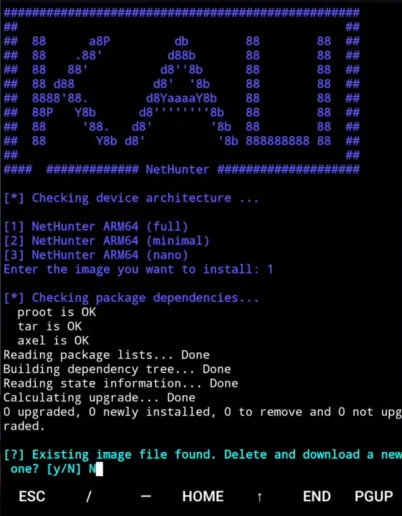 ##################################################
##                                              ##
##  88      a8P         db        88        88  ##
##  88    .88'         d88b       88        88  ##
##  88   88'          d8''8b      88        88  ##
##  88 d88           d8'  '8b     88        88  ##
##  8888'88.        d8YaaaaY8b    88        88  ##
##  88P   Y8b      d8''''''''8b   88        88  ##
##  88     '88.   d8'        '8b  88        88  ##
##  88       Y8b d8'          '8b 888888888 88  ##
##                                              ##
####  ############# NetHunter ####################
[*] Checking device architecture ...
[1] NetHunter ARM64 (full)
[2] NetHunter ARM64 (minimal)
[3] NetHunter ARM64 (nano)
Enter the image you want to install: 1
[*] Checking package dependencies...
  proot is OK
  tar is OK
  axel is OK
Reading package lists... Done
Building dependency tree... Done
Reading state information... Done
Calculating upgrade... Done
0 upgraded, 0 newly installed, 0 to remove and 0 not upg
raded.
[?] Existing image file found. Delete and download a new
 one? [y/N] N
ESC / — HOME ↑ END PGUP